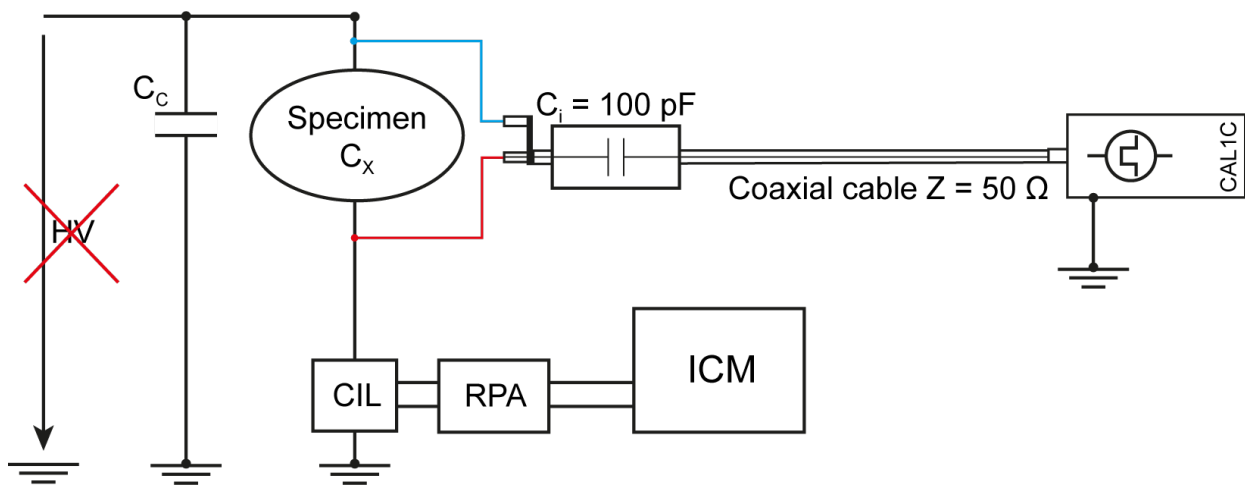 C_C
HV
Specimen
C_X
C_i = 100 pF
Coaxial cable Z = 50 Ω
CAL1C
CIL
RPA
ICM